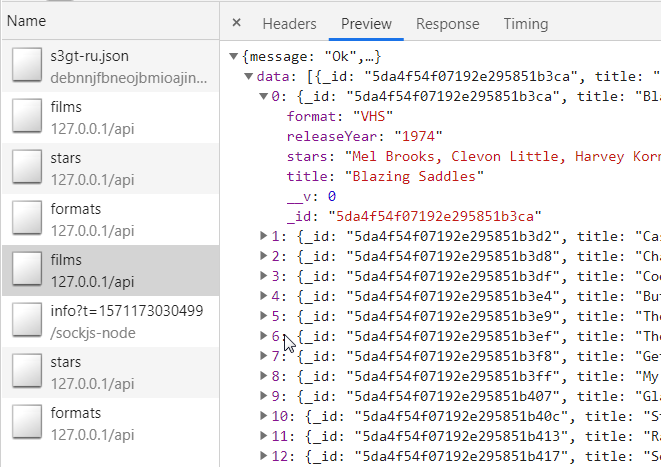 Name
s3gt-ru.json
debnnjfbneojbmioajin...
films
127.0.0.1/api
stars
127.0.0.1/api
formats
127.0.0.1/api
films
127.0.0.1/api
info?t=1571173030499
/sockjs-node
stars
127.0.0.1/api
formats
127.0.0.1/api
× Headers Preview Response Timing
{message: "Ok",…}
data: [{_id: "5da4f54f07192e295851b3ca", title: "
0: {_id: "5da4f54f07192e295851b3ca", title: "Bla
format: "VHS"
releaseYear: "1974"
stars: "Mel Brooks, Clevon Little, Harvey Korn
title: "Blazing Saddles"
__v: 0
_id: "5da4f54f07192e295851b3ca"
1: {_id: "5da4f54f07192e295851b3d2", title: "Cas
2: {_id: "5da4f54f07192e295851b3d8", title: "Cha
3: {_id: "5da4f54f07192e295851b3df", title: "Coo
4: {_id: "5da4f54f07192e295851b3e4", title: "But
5: {_id: "5da4f54f07192e295851b3e9", title: "The
6: {_id: "5da4f54f07192e295851b3ef", title: "The
7: {_id: "5da4f54f07192e295851b3f8", title: "Get
8: {_id: "5da4f54f07192e295851b3ff", title: "My
9: {_id: "5da4f54f07192e295851b407", title: "Gla
10: {_id: "5da4f54f07192e295851b40c", title: "St
11: {_id: "5da4f54f07192e295851b413", title: "Ra
12: {_id: "5da4f54f07192e295851b417", title: "Se